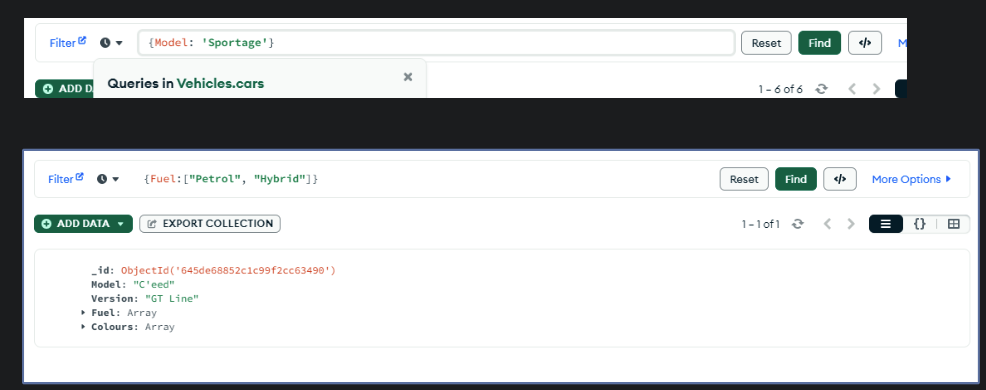 Filter {Model: 'Sportage'} Reset Find </> M
ADD DA 1 – 6 of 6
Queries in Vehicles.cars
Filter {Fuel:["Petrol", "Hybrid"]} Reset Find </> More Options
ADD DATA EXPORT COLLECTION 1 – 1 of 1 {}
_id: ObjectId('645de68852c1c99f2cc63490')
Model: "C'eed"
Version: "GT Line"
Fuel: Array
Colours: Array